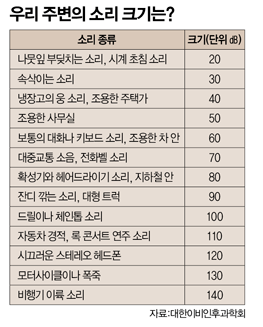 우리 주변의 소리 크기는?
소리 종류 크기(단위 ㏈)
나뭇잎 부딪치는 소리, 시계 초침 소리 20
속삭이는 소리 30
냉장고의 웅 소리, 조용한 주택가 40
조용한 사무실 50
보통의 대화나 키보드 소리, 조용한 차 안 60
대중교통 소음, 전화벨 소리 70
확성기와 헤어드라이기 소리, 지하철 안 80
잔디 깎는 소리, 대형 트럭 90
드릴이나 체인톱 소리 100
자동차 경적, 록 콘서트 연주 소리 110
시끄러운 스테레오 헤드폰 120
모터사이클이나 폭죽 130
비행기 이륙 소리 140
자료:대한이비인후과학회